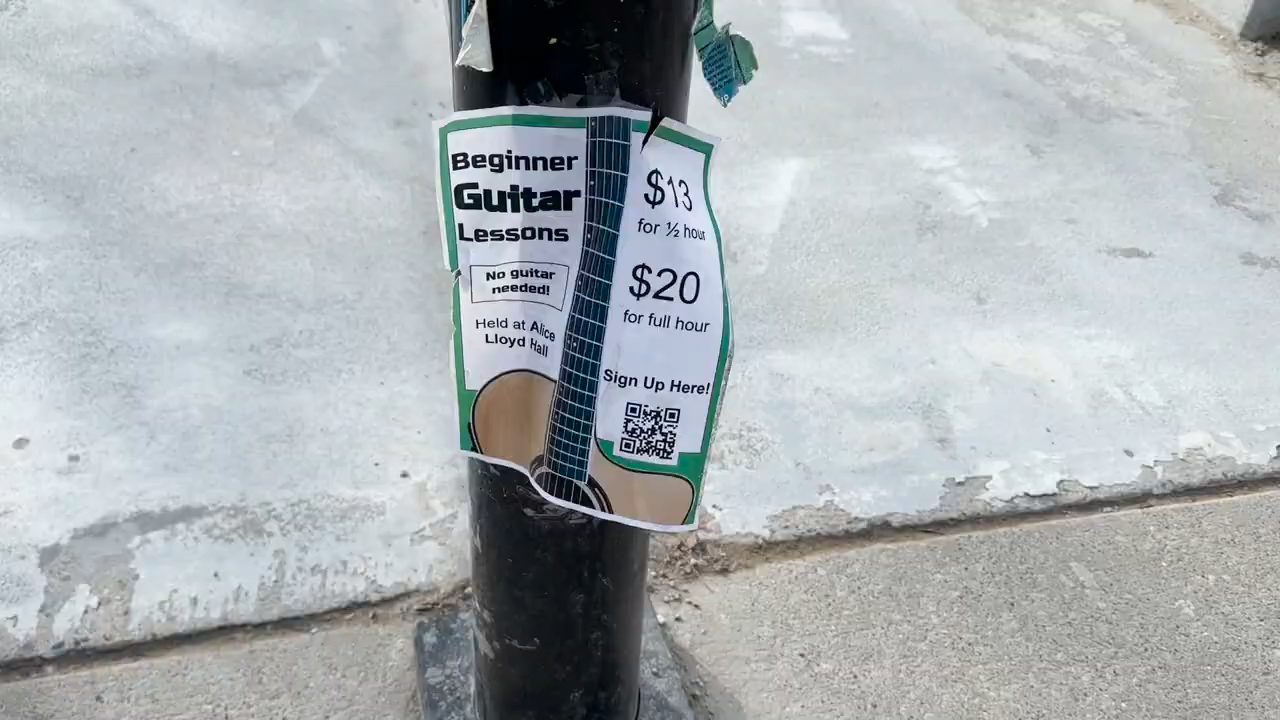 Beginner
Guitar
Lessons
No guitar
needed!
Held at Alice
Lloyd Hall
$13
for ½ hour
$20
for full hour
Sign Up Here!